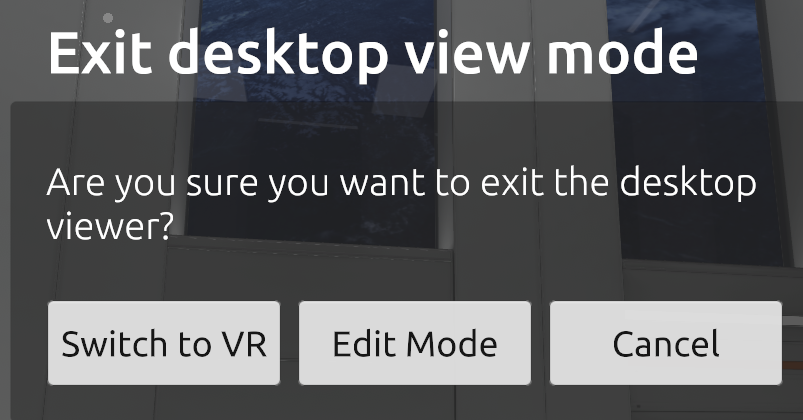 Exit desktop view mode
Are you sure you want to exit the desktop
viewer?
Switch to VR
Edit Mode
Cancel